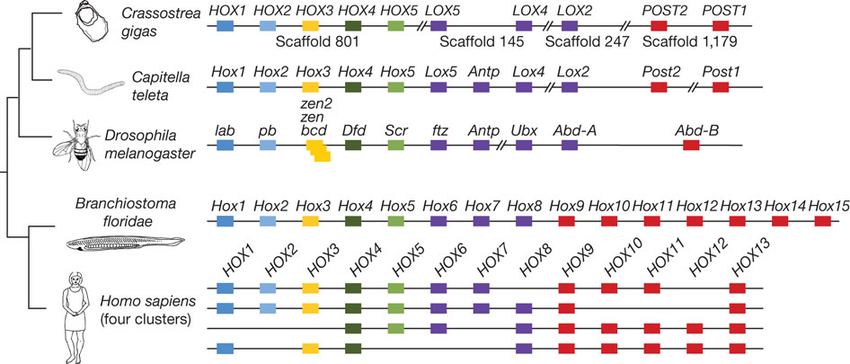 Crassostrea
gigas
HOX1 HOX2 HOX3 HOX4 HOX5 LOX5 LOX4 LOX2 POST2 POST1
Scaffold 801 Scaffold 145 Scaffold 247 Scaffold 1,179
Capitella
teleta
Hox1 Hox2 Hox3 Hox4 Hox5 Lox5 Antp Lox4 Lox2 Post2 Post1
Drosophila
melanogaster
zen2
zen
lab pb bcd Dfd Scr ftz Antp Ubx Abd-A Abd-B
Branchiostoma
floridae
Hox1 Hox2 Hox3 Hox4 Hox5 Hox6 Hox7 Hox8 Hox9 Hox10 Hox11 Hox12 Hox13 Hox14 Hox15
HOX1 HOX2 HOX3 HOX4 HOX5 HOX6 HOX7 HOX8 HOX9 HOX10 HOX11 HOX12 HOX13
Homo sapiens
(four clusters)